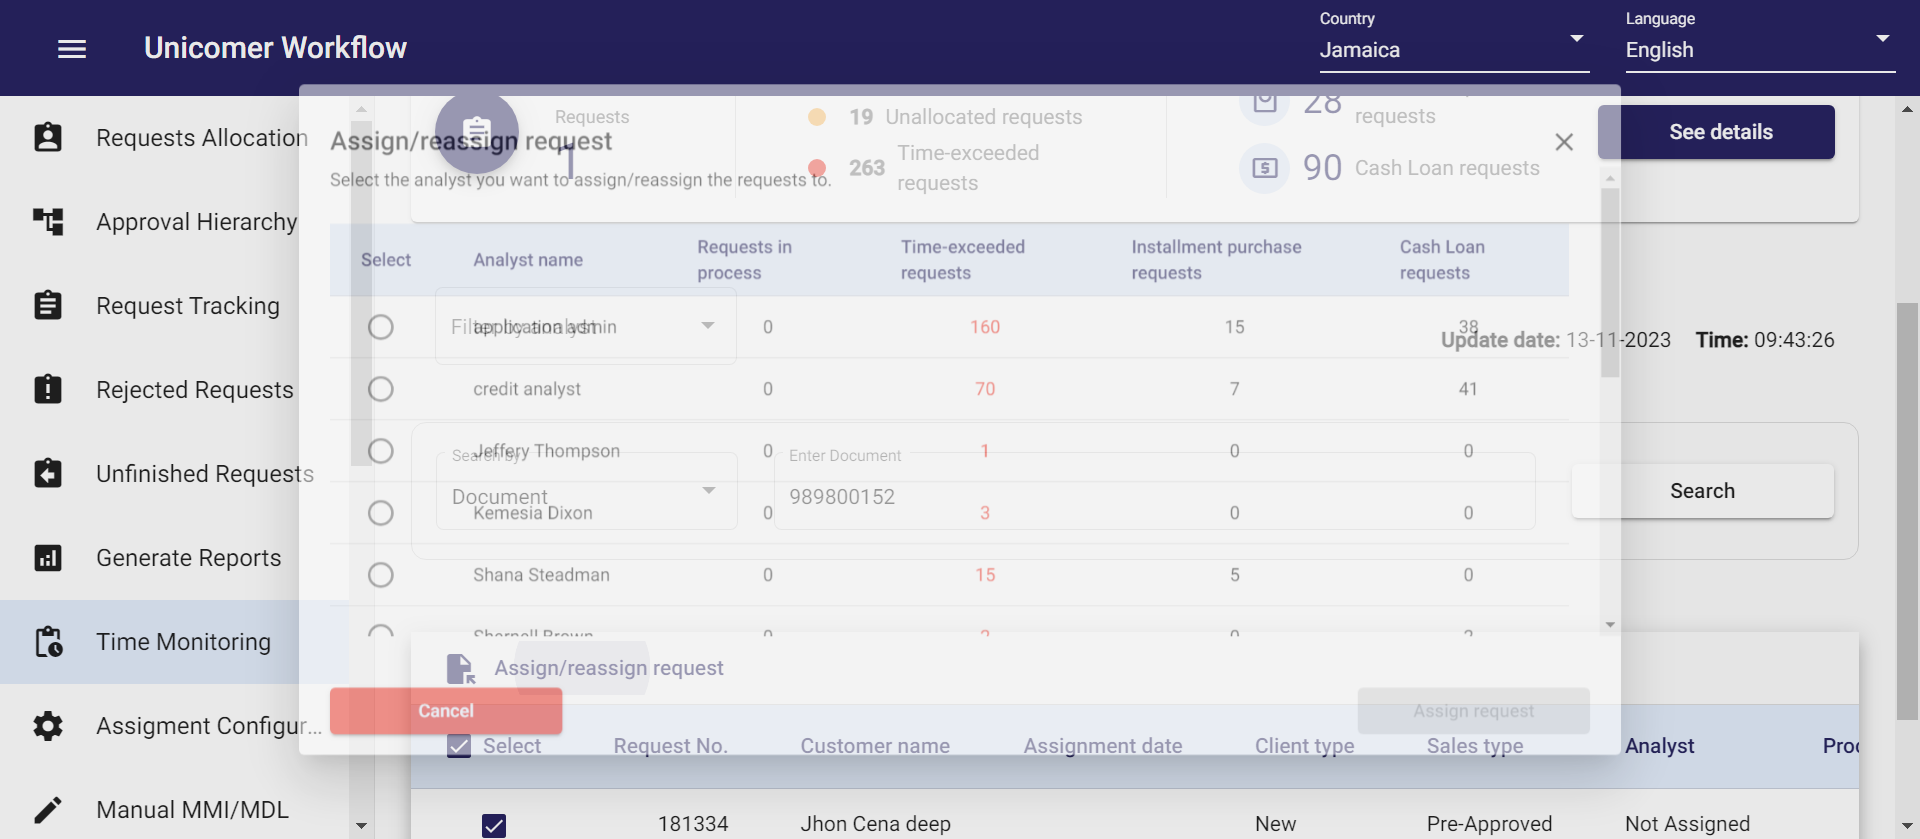 Country
Language
Unicomer Workflow
Jamaica
English
Requests Allocation
Approval Hierarchy
Request Tracking
Rejected Requests
Unfinished Requests
Generate Reports
Time Monitoring
Assigment Configur...
Manual MMI/MDL
Requests
1
19 Unallocated requests
263 Time-exceeded
requests
28
requests
90 Cash Loan requests
See details
Assign/reassign request
Select the analyst you want to assign/reassign the requests to.
Select
Analyst name
Requests in
process
Time-exceeded
requests
Installment purchase
requests
Cash Loan
requests
application admin 0 160 15 38
credit analyst 0 70 7 41
Jeffery Thompson 0 1 0 0
Kemesia Dixon 0 3 0 0
Shana Steadman 0 15 5 0
Filter by analyst
Update date: 13-11-2023 Time: 09:43:26
Search by
Document
Enter Document
989800152
Search
Assign/reassign request
Cancel
Assign request
Select Request No. Customer name Assignment date Client type Sales type Analyst
181334 Jhon Cena deep New Pre-Approved Not Assigned